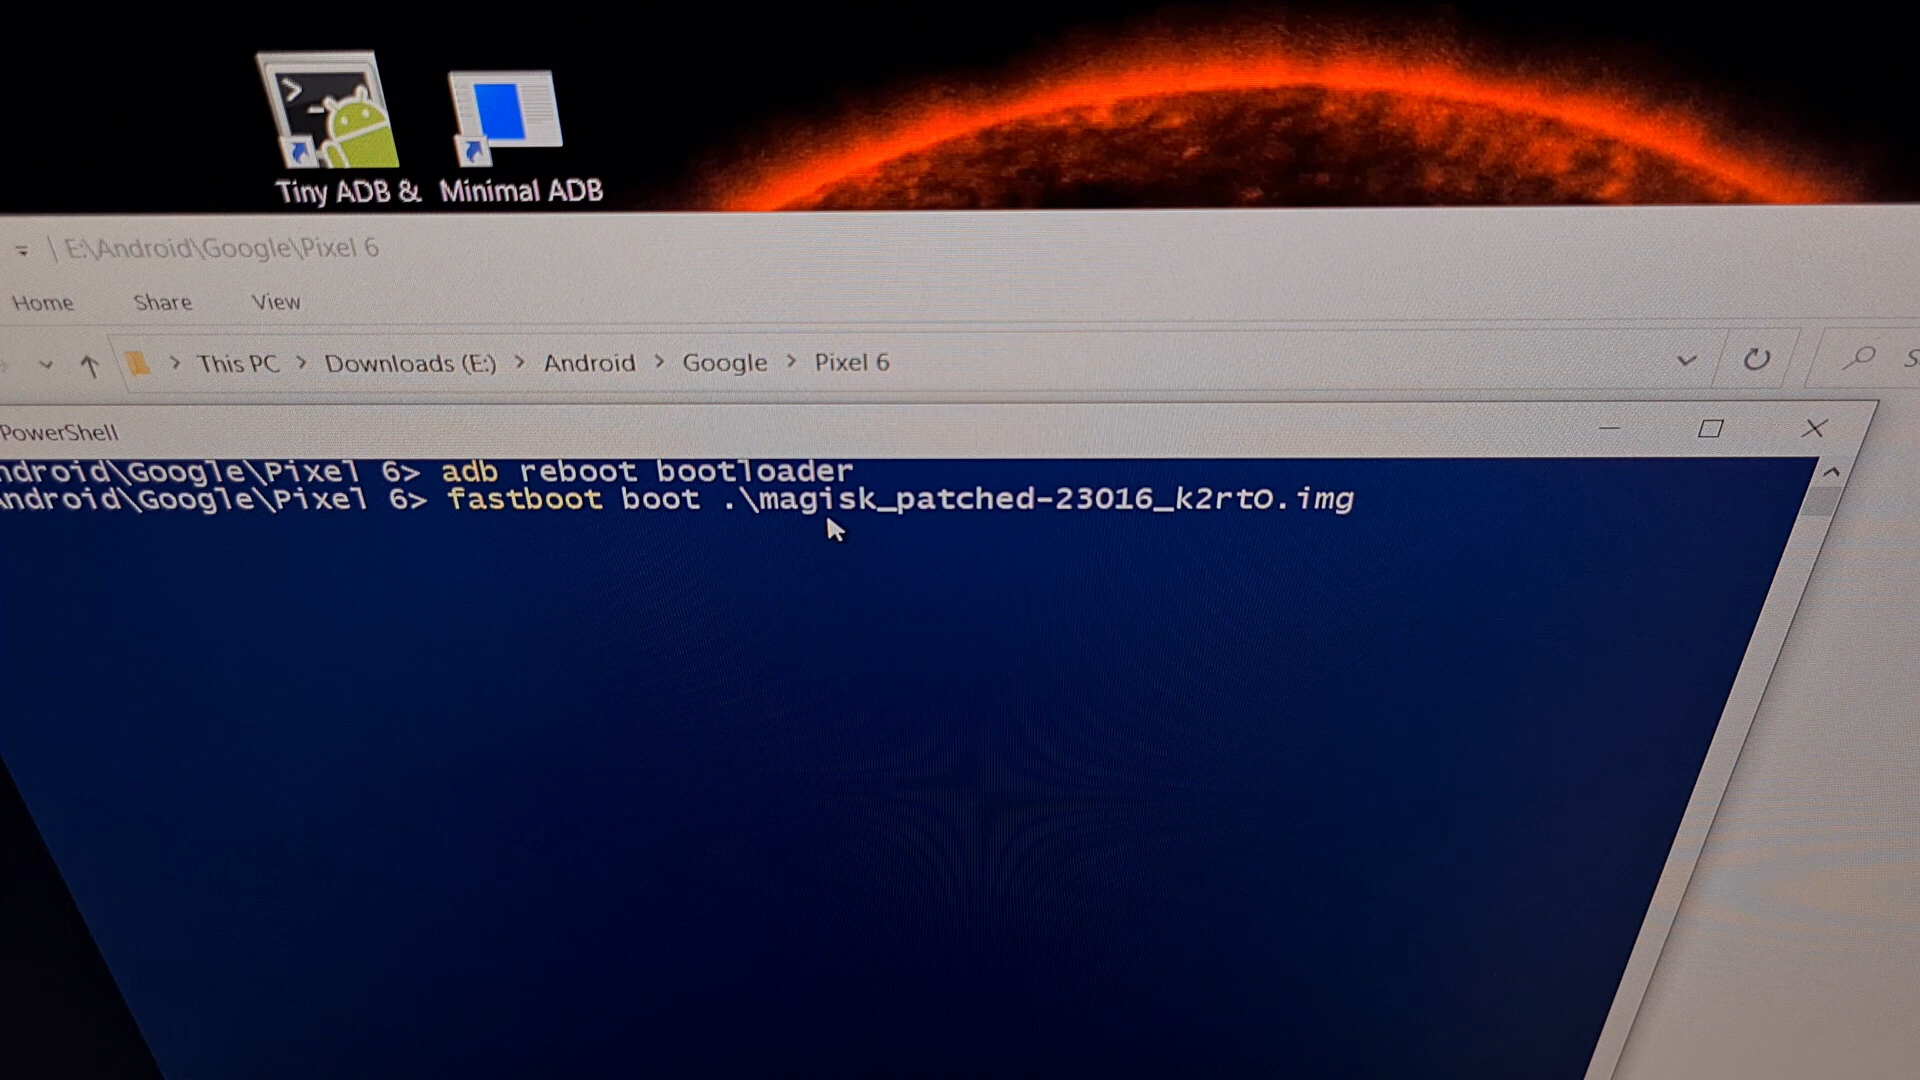 Tiny ADB &
Minimal ADB
E:\Android\Google\Pixel 6
Home Share View
This PC > Downloads (E:) > Android > Google > Pixel 6
PowerShell
ndroid\Google\Pixel 6> adb reboot bootloader
ndroid\Google\Pixel 6> fastboot boot .\magisk_patched-23016_k2rtO.img